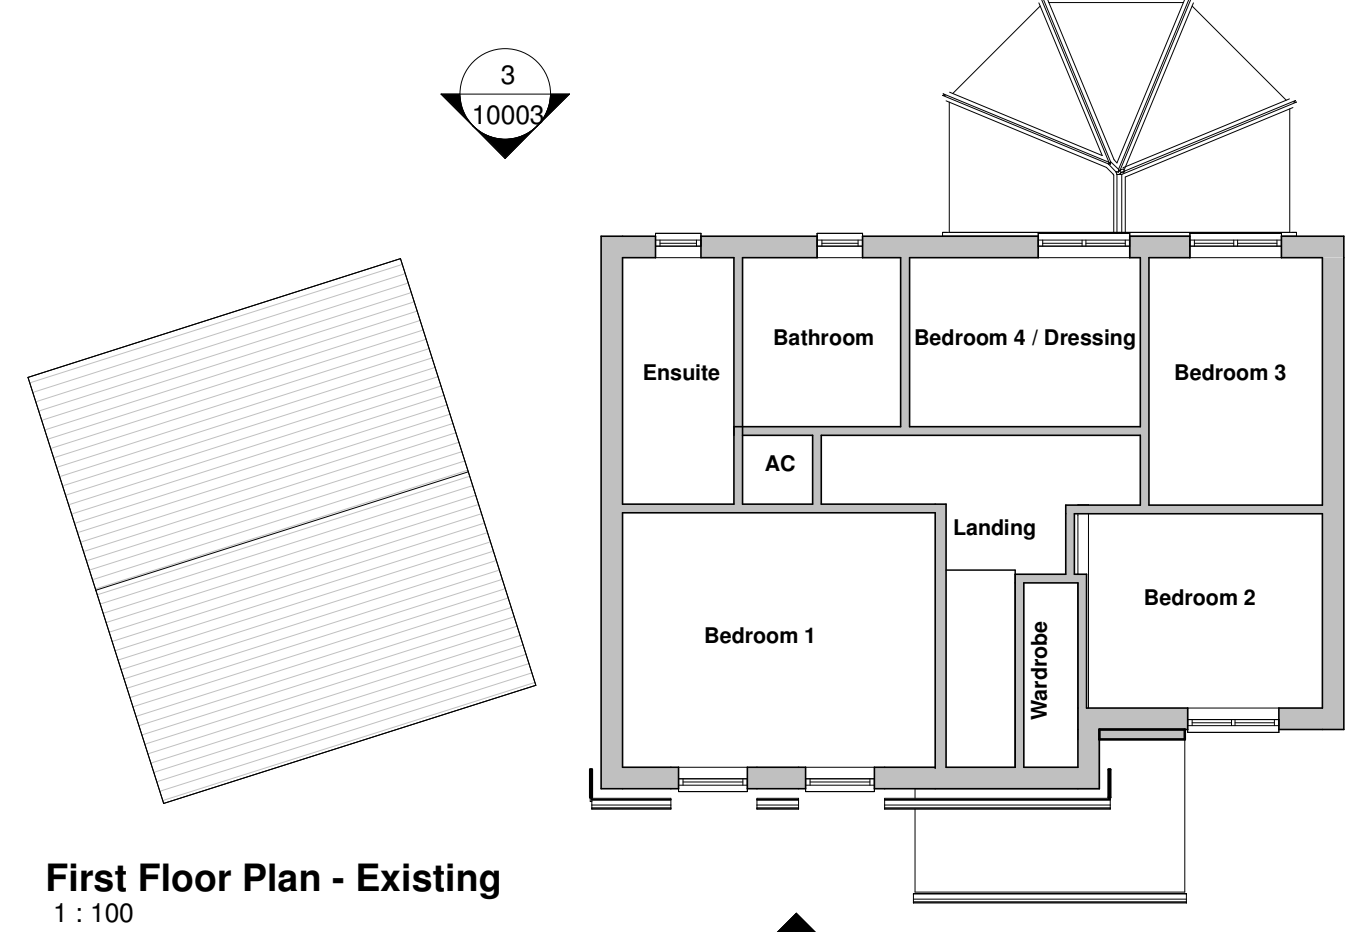 3
10003
Bathroom
Bedroom 4 / Dressing
Ensuite
Bedroom 3
AC
Landing
Bedroom 2
Bedroom 1
Wardrobe
First Floor Plan - Existing
1 : 100